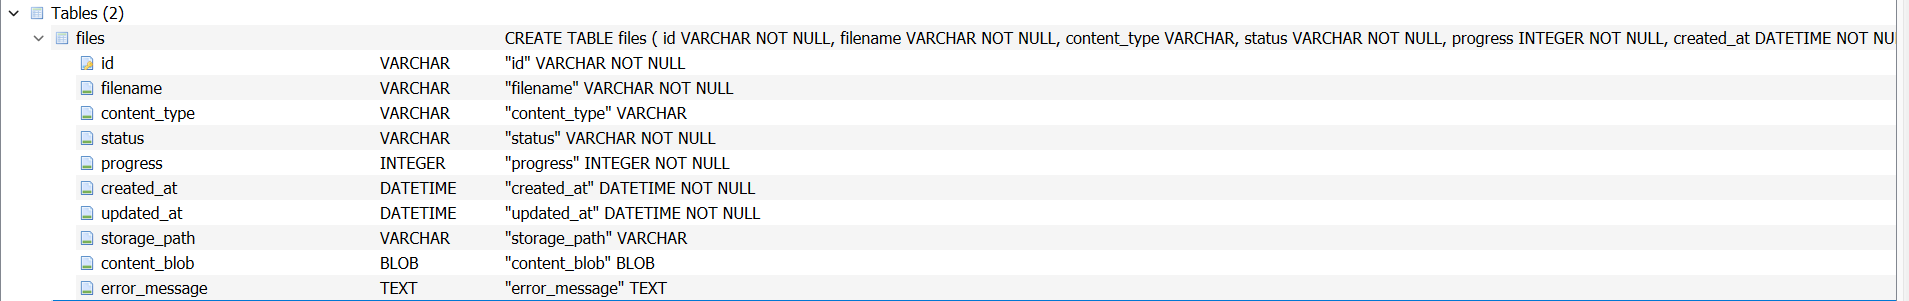 Tables (2)
files CREATE TABLE files ( id VARCHAR NOT NULL, filename VARCHAR NOT NULL, content_type VARCHAR, status VARCHAR NOT NULL, progress INTEGER NOT NULL, created_at DATETIME NOT NU
id VARCHAR "id" VARCHAR NOT NULL
filename VARCHAR "filename" VARCHAR NOT NULL
content_type VARCHAR "content_type" VARCHAR
status VARCHAR "status" VARCHAR NOT NULL
progress INTEGER "progress" INTEGER NOT NULL
created_at DATETIME "created_at" DATETIME NOT NULL
updated_at DATETIME "updated_at" DATETIME NOT NULL
storage_path VARCHAR "storage_path" VARCHAR
content_blob BLOB "content_blob" BLOB
error_message TEXT "error_message" TEXT